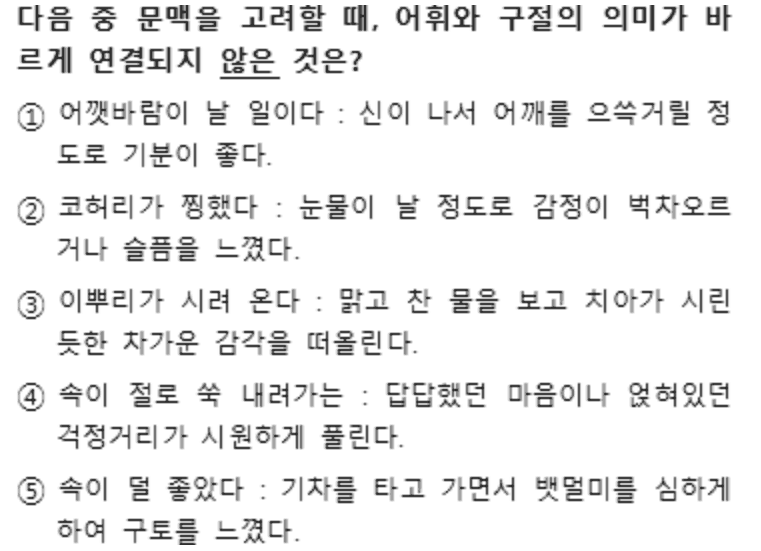 다음 중 문맥을 고려할 때, 어휘와 구절의 의미가 바
르게 연결되지 않은 것은?
① 어깻바람이 날 일이다 : 신이 나서 어깨를 으쓱거릴 정
도로 기분이 좋다.
② 코허리가 찡했다 : 눈물이 날 정도로 감정이 벅차오르
거나 슬픔을 느꼈다.
③ 이뿌리가 시려 온다 : 맑고 찬 물을 보고 치아가 시린
듯한 차가운 감각을 떠올린다.
④ 속이 절로 쑥 내려가는 : 답답했던 마음이나 얹혀있던
걱정거리가 시원하게 풀린다.
⑤ 속이 덜 좋았다 : 기차를 타고 가면서 뱃멀미를 심하게
하여 구토를 느꼈다.